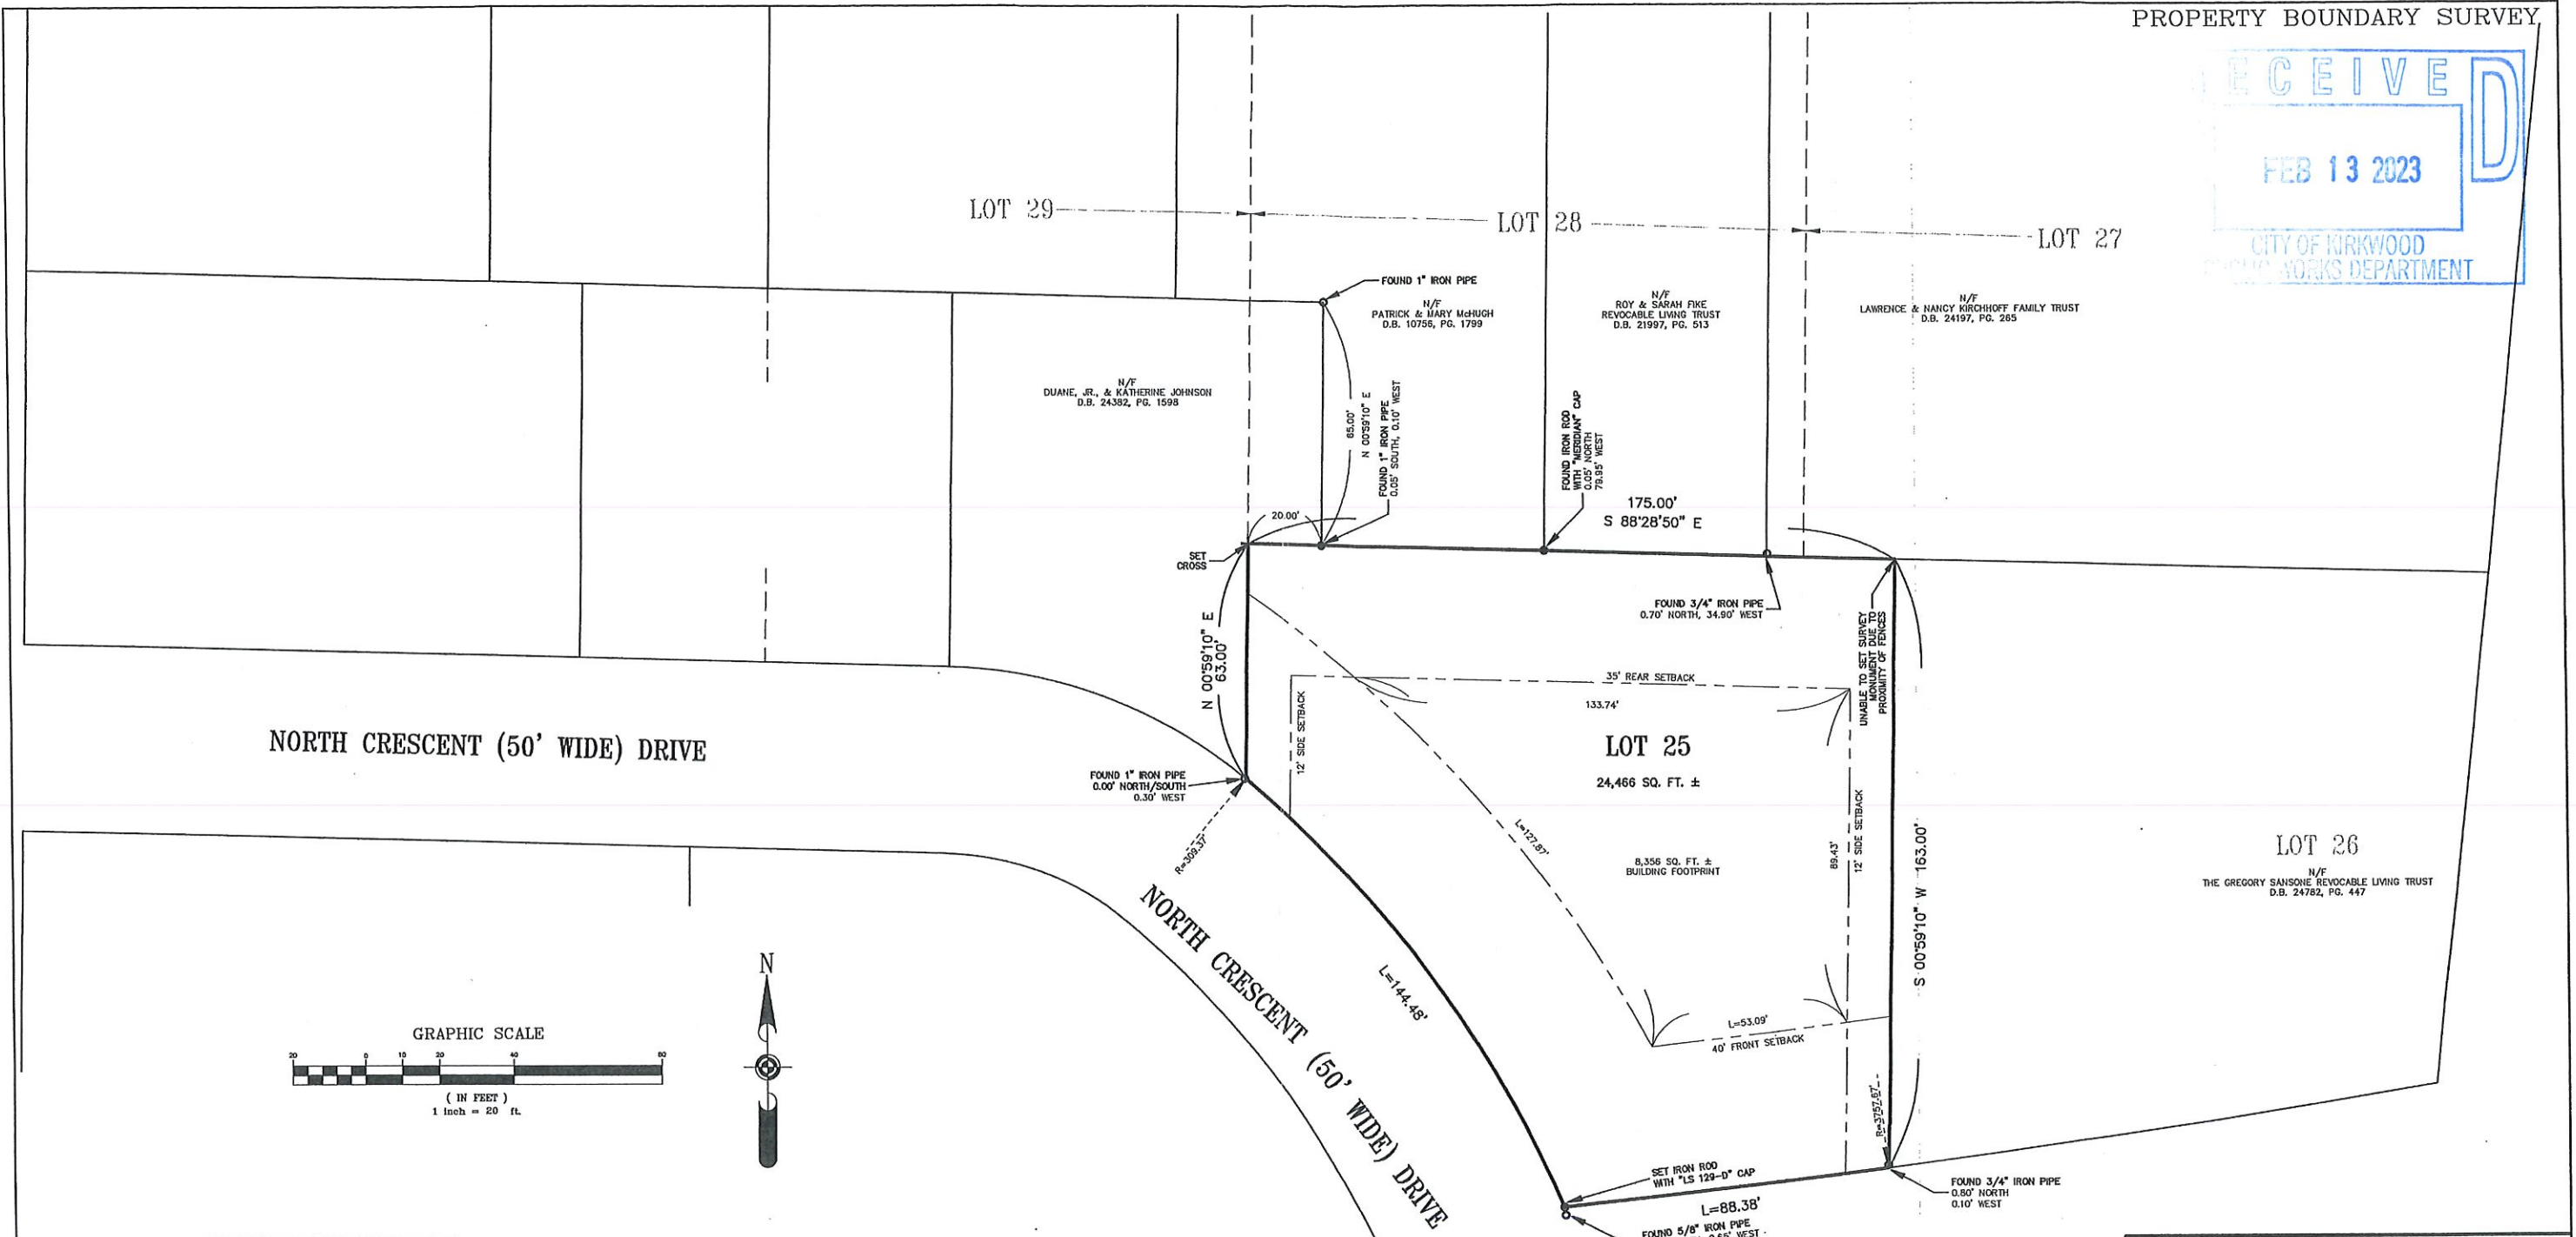 PROPERTY BOUNDARY SURVEY
ECEIVE D
FEB 13 2023
CITY OF KIRKWOOD
WORKS DEPARTMENT
LOT 29
LOT 28
LOT 27
FOUND 1" IRON PIPE
N/F
PATRICK & MARY McHUGH
D.B. 10756, PG. 1799
N/F
ROY & SARAH FIKE
REVOCABLE LIVING TRUST
D.B. 21997, PG. 513
N/F
LAWRENCE & NANCY KIRCHHOFF FAMILY TRUST
D.B. 24197, PG. 265
N/F
DUANE, JR., & KATHERINE JOHNSON
D.B. 24382, PG. 1598
65.00'
N 00°59'10" E
FOUND 1" IRON PIPE
0.05' SOUTH, 0.10' WEST
FOUND IRON ROD
WITH "MERIDIAN" CAP
0.05' NORTH
79.95' WEST
175.00'
S 88°28'50" E
20.00'
SET
CROSS
N 00°59'10" E
63.00'
FOUND 3/4" IRON PIPE
0.70' NORTH, 34.90' WEST
UNABLE TO SET SURVEY
MONUMENT DUE TO
PROXIMITY OF FENCES
35' REAR SETBACK
133.74'
12' SIDE SETBACK
LOT 25
24,466 SQ. FT. ±
NORTH CRESCENT (50' WIDE) DRIVE
FOUND 1" IRON PIPE
0.00' NORTH/SOUTH
0.30' WEST
R=309.37'
L=127.87'
8,356 SQ. FT. ±
BUILDING FOOTPRINT
89.43'
12' SIDE SETBACK
S 00°59'10" W 163.00'
LOT 26
N/F
THE GREGORY SANSONE REVOCABLE LIVING TRUST
D.B. 24782, PG. 447
NORTH CRESCENT (50' WIDE) DRIVE
L=144.48'
L=53.09'
40' FRONT SETBACK
N
GRAPHIC SCALE
20 0 10 20 40 80
( IN FEET )
1 inch = 20 ft.
R=3757.67'
SET IRON ROD
WITH "LS 129-D" CAP
FOUND 3/4" IRON PIPE
0.80' NORTH
0.10' WEST
L=88.38'
FOUND 5/8" IRON PIPE
WEST